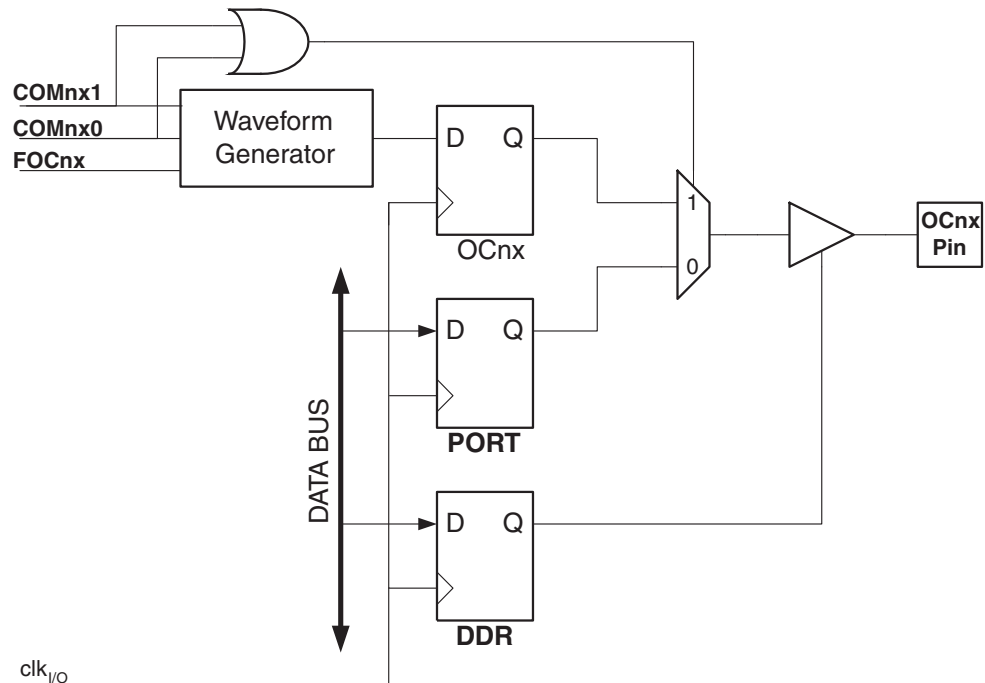 COMnx1
COMnx0
FOCnx
Waveform
Generator
D Q
OCnx
1
0
OCnx
Pin
D Q
PORT
DATA BUS
D Q
DDR
clkI/O